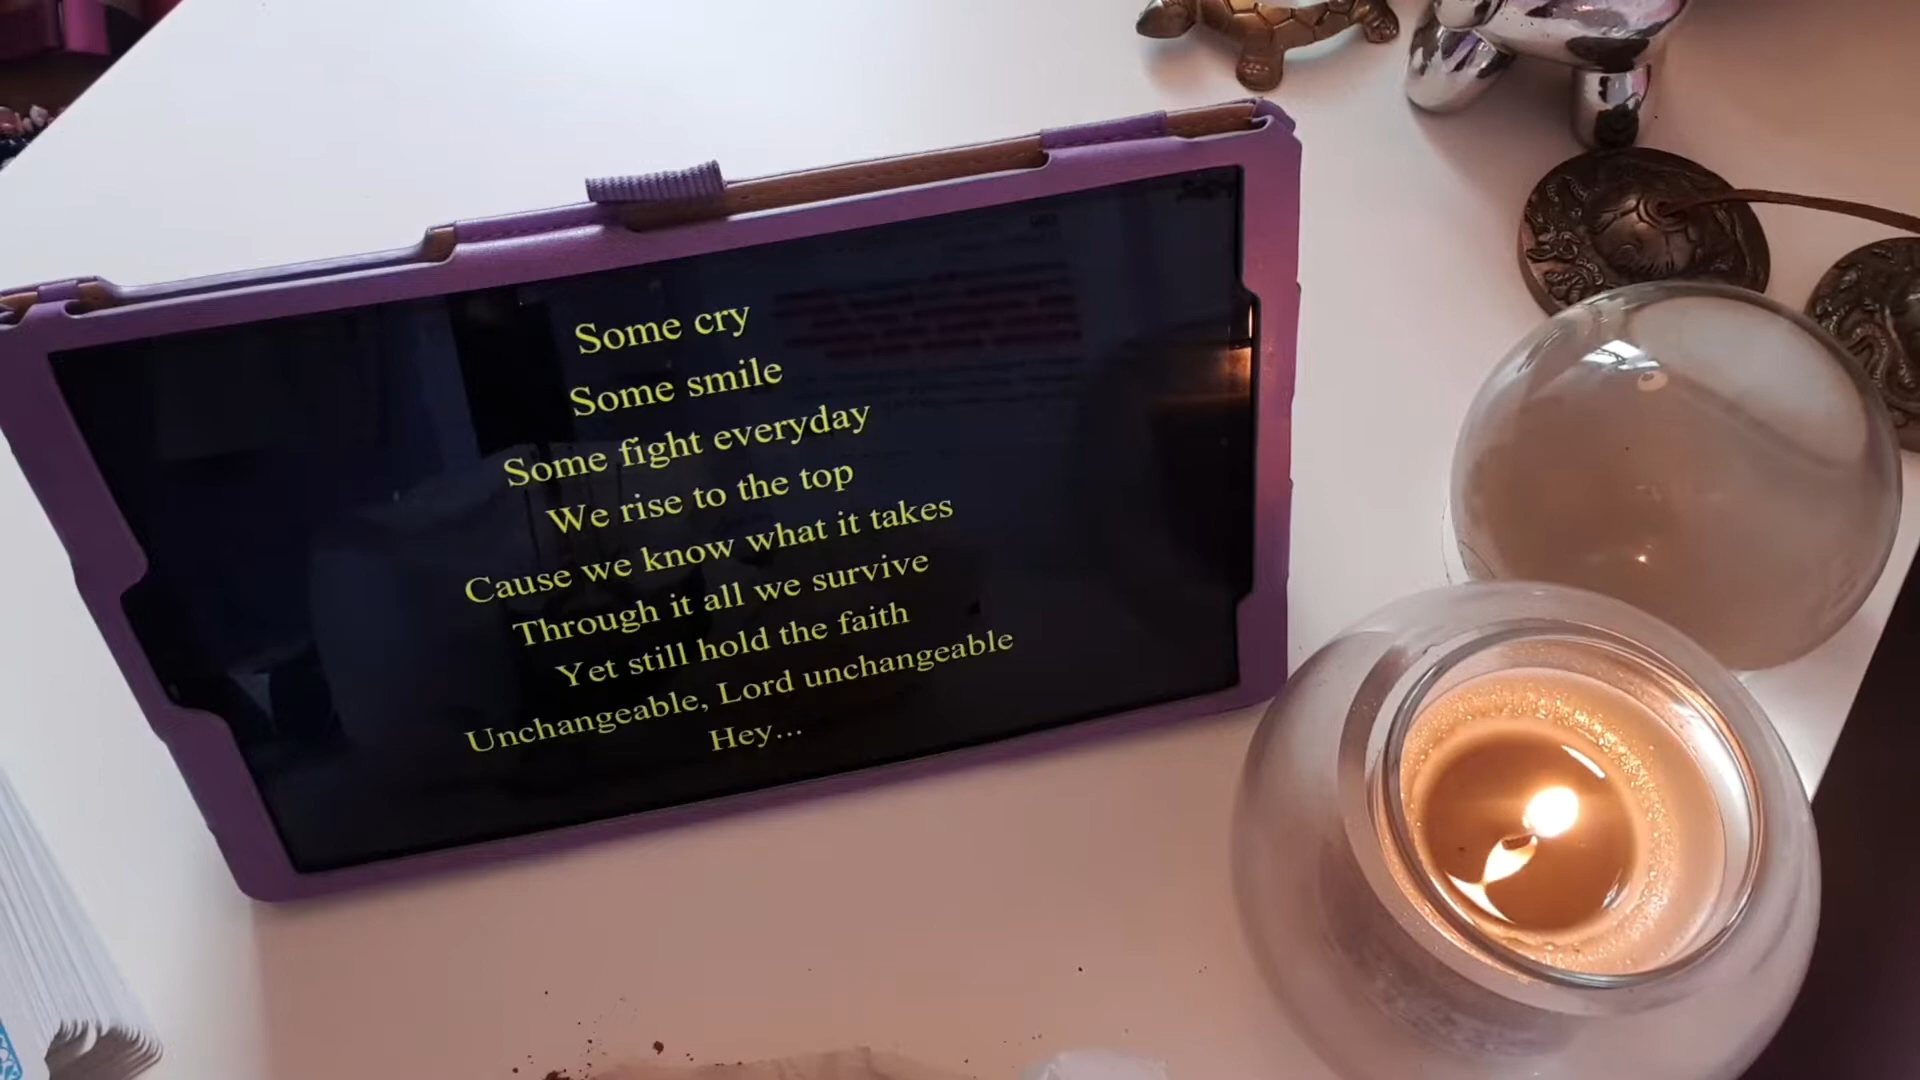 Some cry
Some smile
Some fight everyday
We rise to the top
Cause we know what it takes
Through it all we survive
Yet still hold the faith
Unchangeable, Lord unchangeable
Hey...